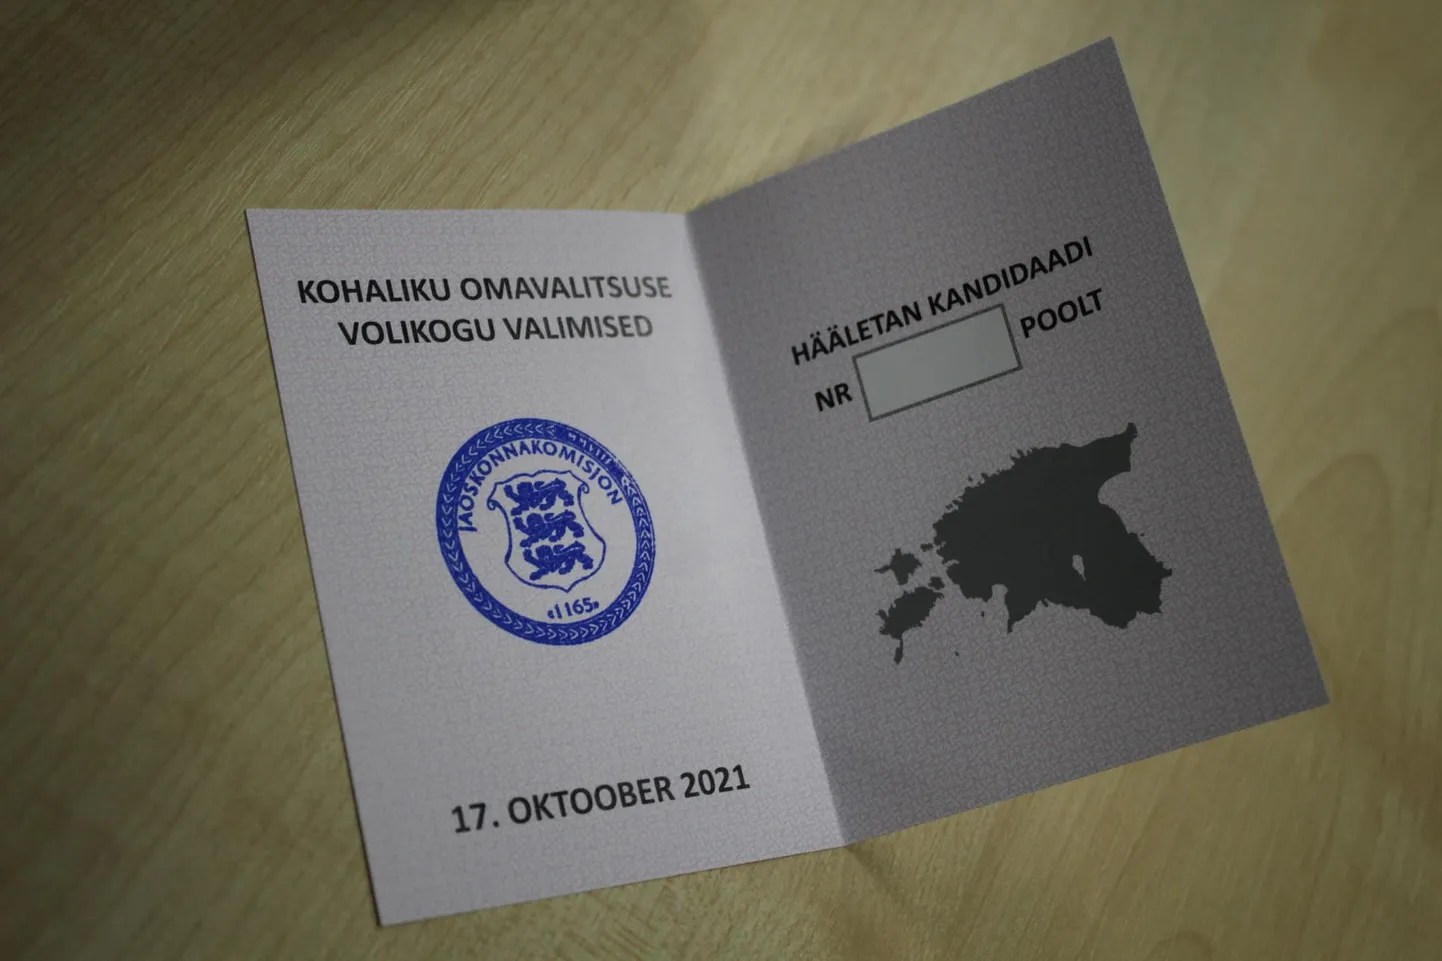 KOHALIKU OMAVALITSUSE
VOLIKOGU VALIMISED
JAOSKONNAKOMISJON
«1165»
17. OKTOOBER 2021
HÄÄLETAN KANDIDAADI
NR POOLT